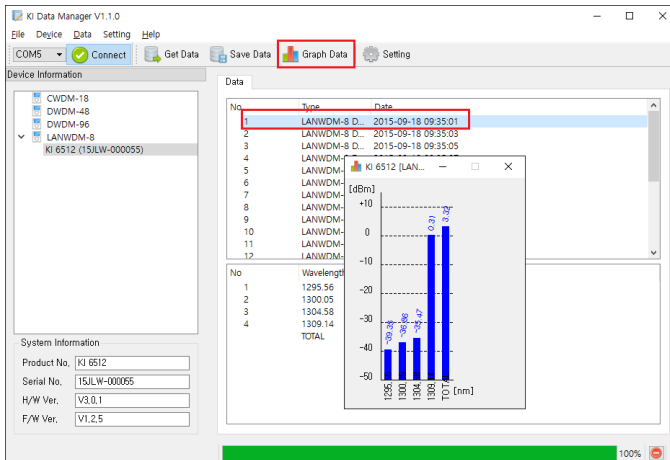 KI Data Manager V1.1.0
File Device Data Setting Help
COM5 Connect Get Data Save Data Graph Data Setting
Device Information
CWDM-18
DWDM-48
DWDM-96
LANWDM-8
KI 6512 (15JLW-000055)
System Information
Product No, KI 6512
Serial No, 15JLW-000055
H/W Ver, V3,0,1
F/W Ver, V1,2,5
Data
No Type Date
1 LANWDM-8 D... 2015-09-18 09:35:01
2 LANWDM-8 D... 2015-09-18 09:35:03
3 LANWDM-8 D... 2015-09-18 09:35:05
4
5 LANWDM-
6 LANWDM-
7 LANWDM-
8 LANWDM-
9 LANWDM-
10 LANWDM-
11 LANWDM-
12 LANWDM-
No Wavelengt
1 1295.56
2 1300.05
3 1304.58
4 1309.14
TOTAL
KI 6512 [LAN...
[dBm]
+10
0
-10
-20
-30
-40
-50
-36,86
-35,47
0,31
3,32
1295,
1300,
1304,
1309,
TOTAL
[nm]
100%